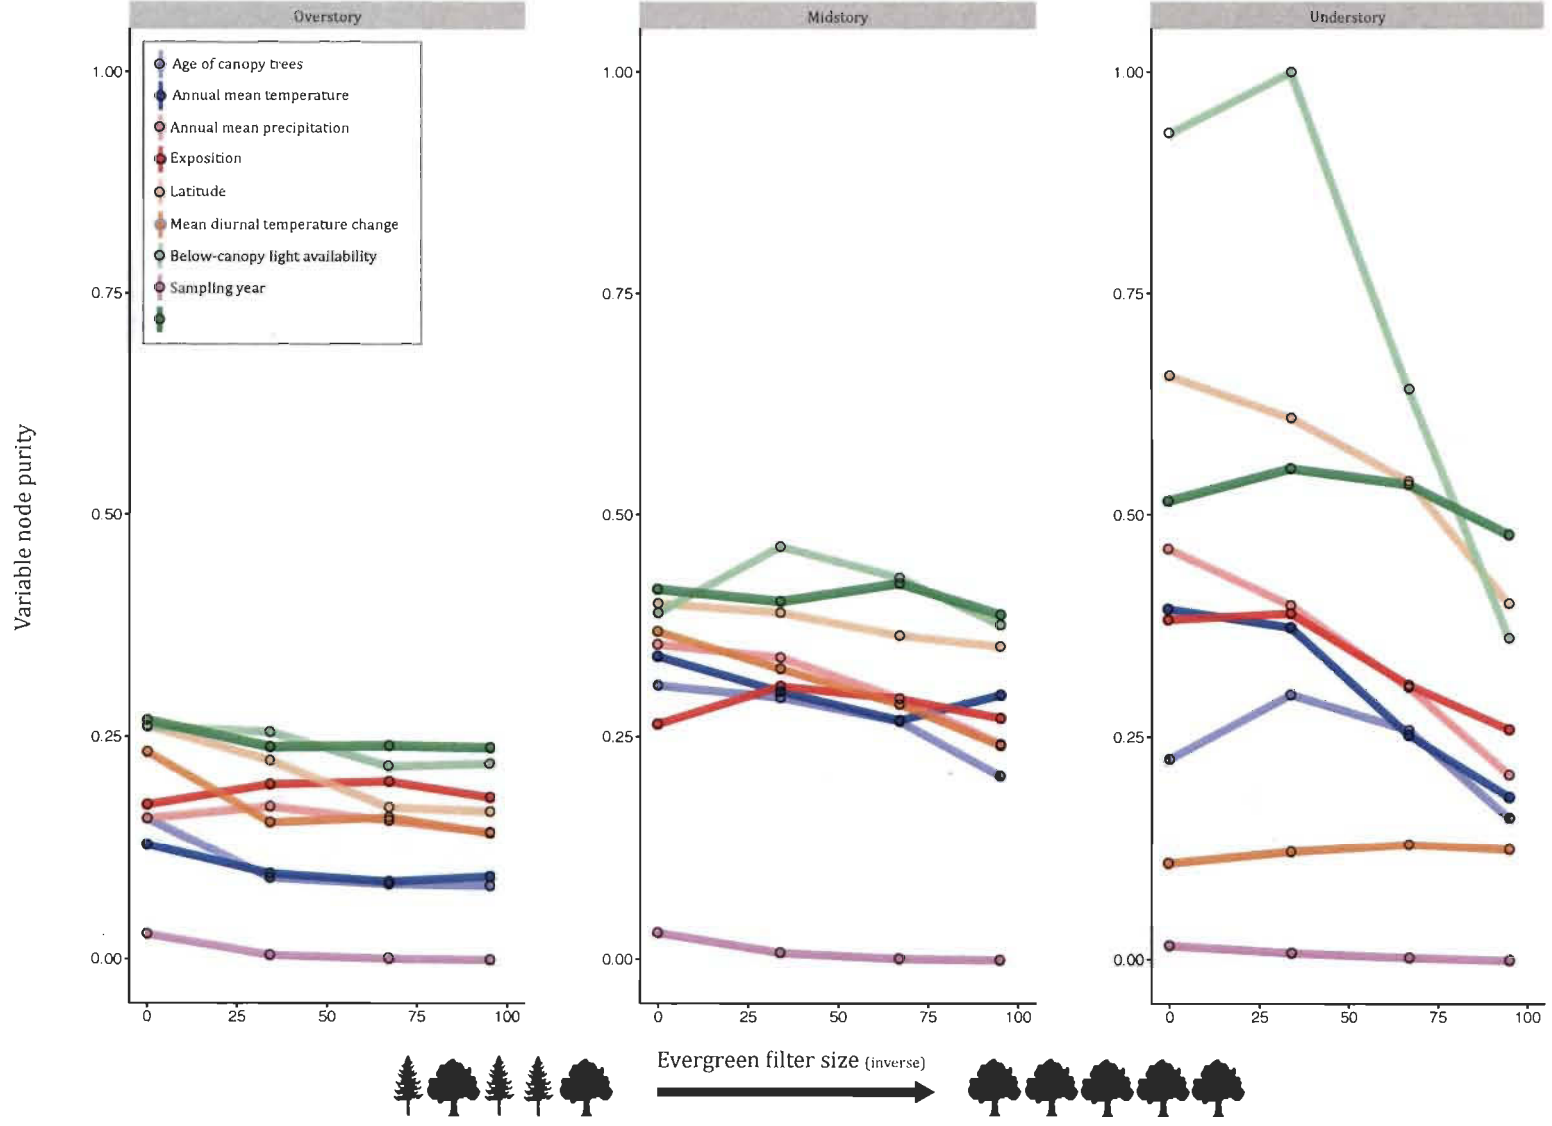 Overstory
Midstory
Understory
Age of canopy trees
Annual mean temperature
Annual mean precipitation
Exposition
Latitude
Mean diurnal temperature change
Below-canopy light availability
Sampling year
Variable node purity
1.00
0.75
0.50
0.25
0.00
0 25 50 75 100
1.00
0.75
0.50
0.25
0.00
0 25 50 75 100
1.00
0.75
0.50
0.25
0.00
0 25 50 75 100
Evergreen filter size (inverse)